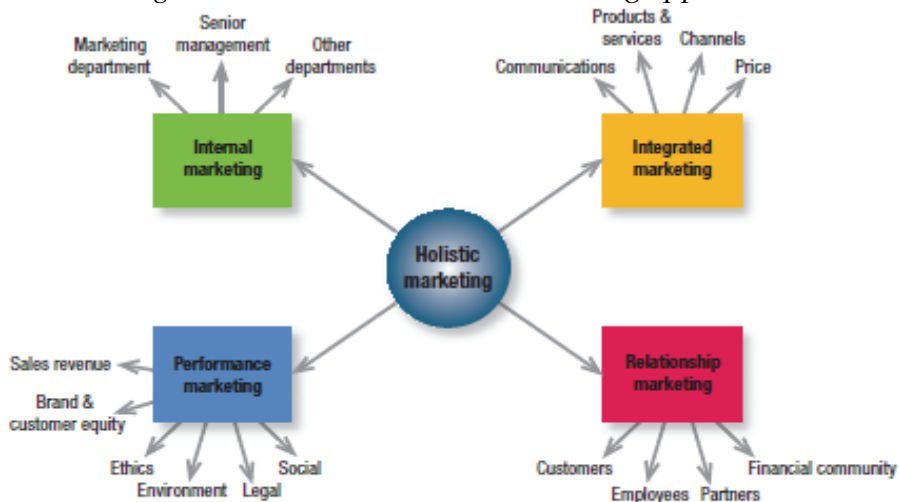 Senior
management
Marketing
department
Other
departments
Products &
services
Channels
Communications
Price
Internal
marketing
Integrated
marketing
Holistic
marketing
Performance
marketing
Sales revenue
Brand &
customer equity
Ethics
Environment
Legal
Social
Relationship
marketing
Customers
Employees
Partners
Financial community